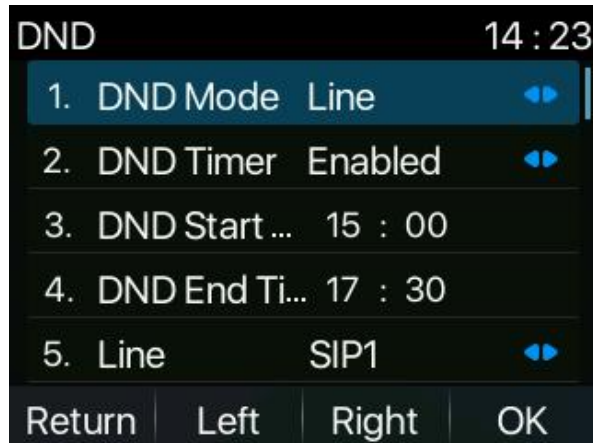 DND 14 : 23
1. DND Mode Line
2. DND Timer Enabled
3. DND Start ... 15 : 00
4. DND End Ti... 17 : 30
5. Line SIP1
Return Left Right OK